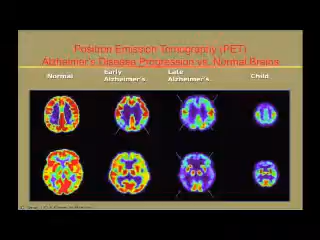 Positron Emission Tomography (PET)
Alzheimer's Disease Progression vs. Normal Brains
Normal
Early
Alzheimer's
Late
Alzheimer's
Child